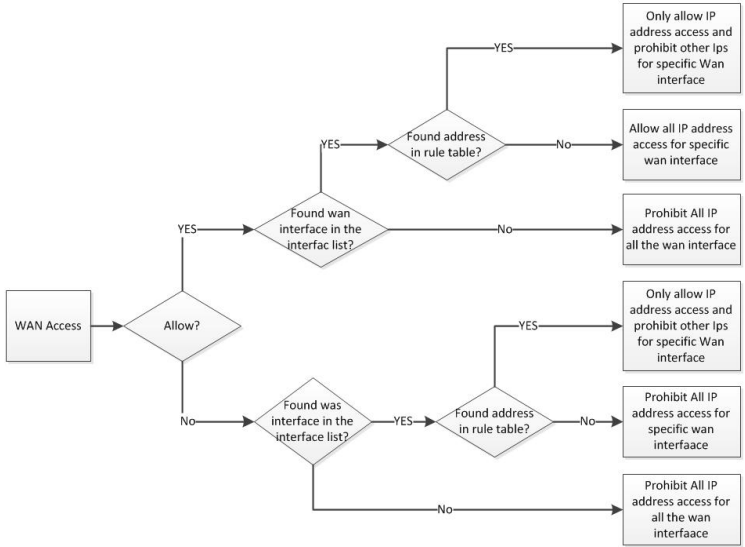 Only allow IP
address access and
prohibit other Ips
for specific Wan
interface
YES
Found address
in rule table?
YES
No
Allow all IP address
access for specific
wan interface
Found wan
interface in the
interfac list?
YES
No
Prohibit All IP
address access for
all the wan interface
WAN Access
Allow?
Only allow IP
address access and
prohibit other Ips
for specific Wan
interface
YES
No
Found was
interface in the
interface list?
YES
Found address
in rule table?
No
Prohibit All IP
address access for
specific wan
interfaace
No
Prohibit All IP
address access for
all the wan
interfaace